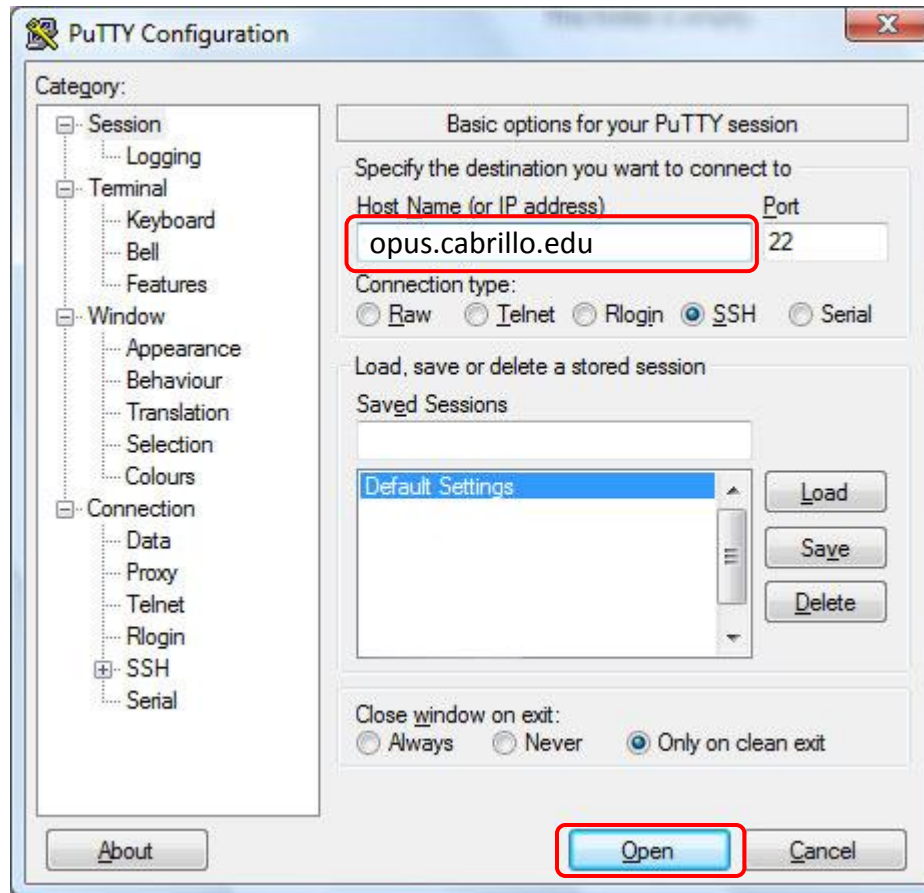 PuTTY Configuration
Category:
Session
Logging
Terminal
Keyboard
Bell
Features
Window
Appearance
Behaviour
Translation
Selection
Colours
Connection
Data
Proxy
Telnet
Rlogin
SSH
Serial
Basic options for your PuTTY session
Specify the destination you want to connect to
Host Name (or IP address) Port
opus.cabrillo.edu 22
Connection type:
Raw Telnet Rlogin SSH Serial
Load, save or delete a stored session
Saved Sessions
Default Settings
Load
Save
Delete
Close window on exit:
Always Never Only on clean exit
About Open Cancel